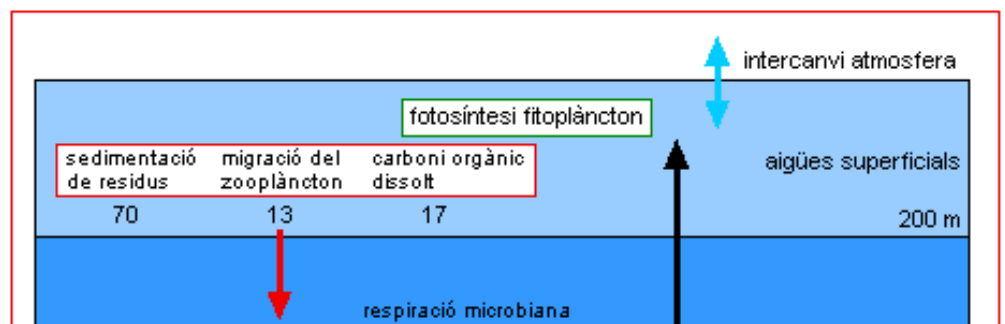 intercanvi atmosfera
fotosíntesi fitoplàncton
sedimentació
de residus
migració del
zooplàncton
carboni orgànic
dissolt
aigües superficials
70
13
17
200 m
respiració microbiana